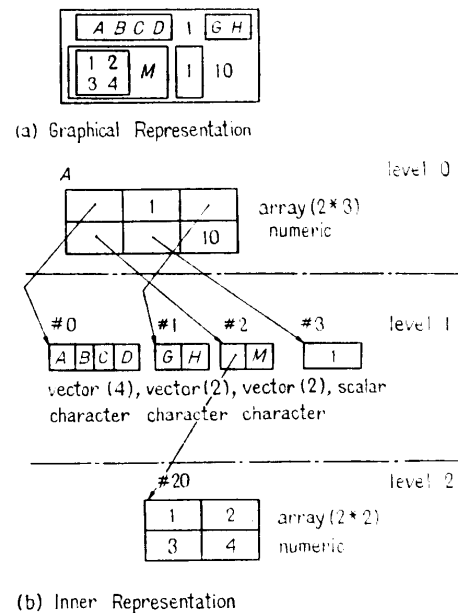 A B C D 1 G H
1 2
3 4 M 1 10
(a) Graphical Representation
A level 0
1 array(2*3)
numeric
10
#0 #1 #2 #3 level 1
A B C D G H M 1
vector (4), vector(2), vector(2), scalar
character character character
#20 level 2
1 2 array(2*2)
3 4 numeric
(b) Inner Representation